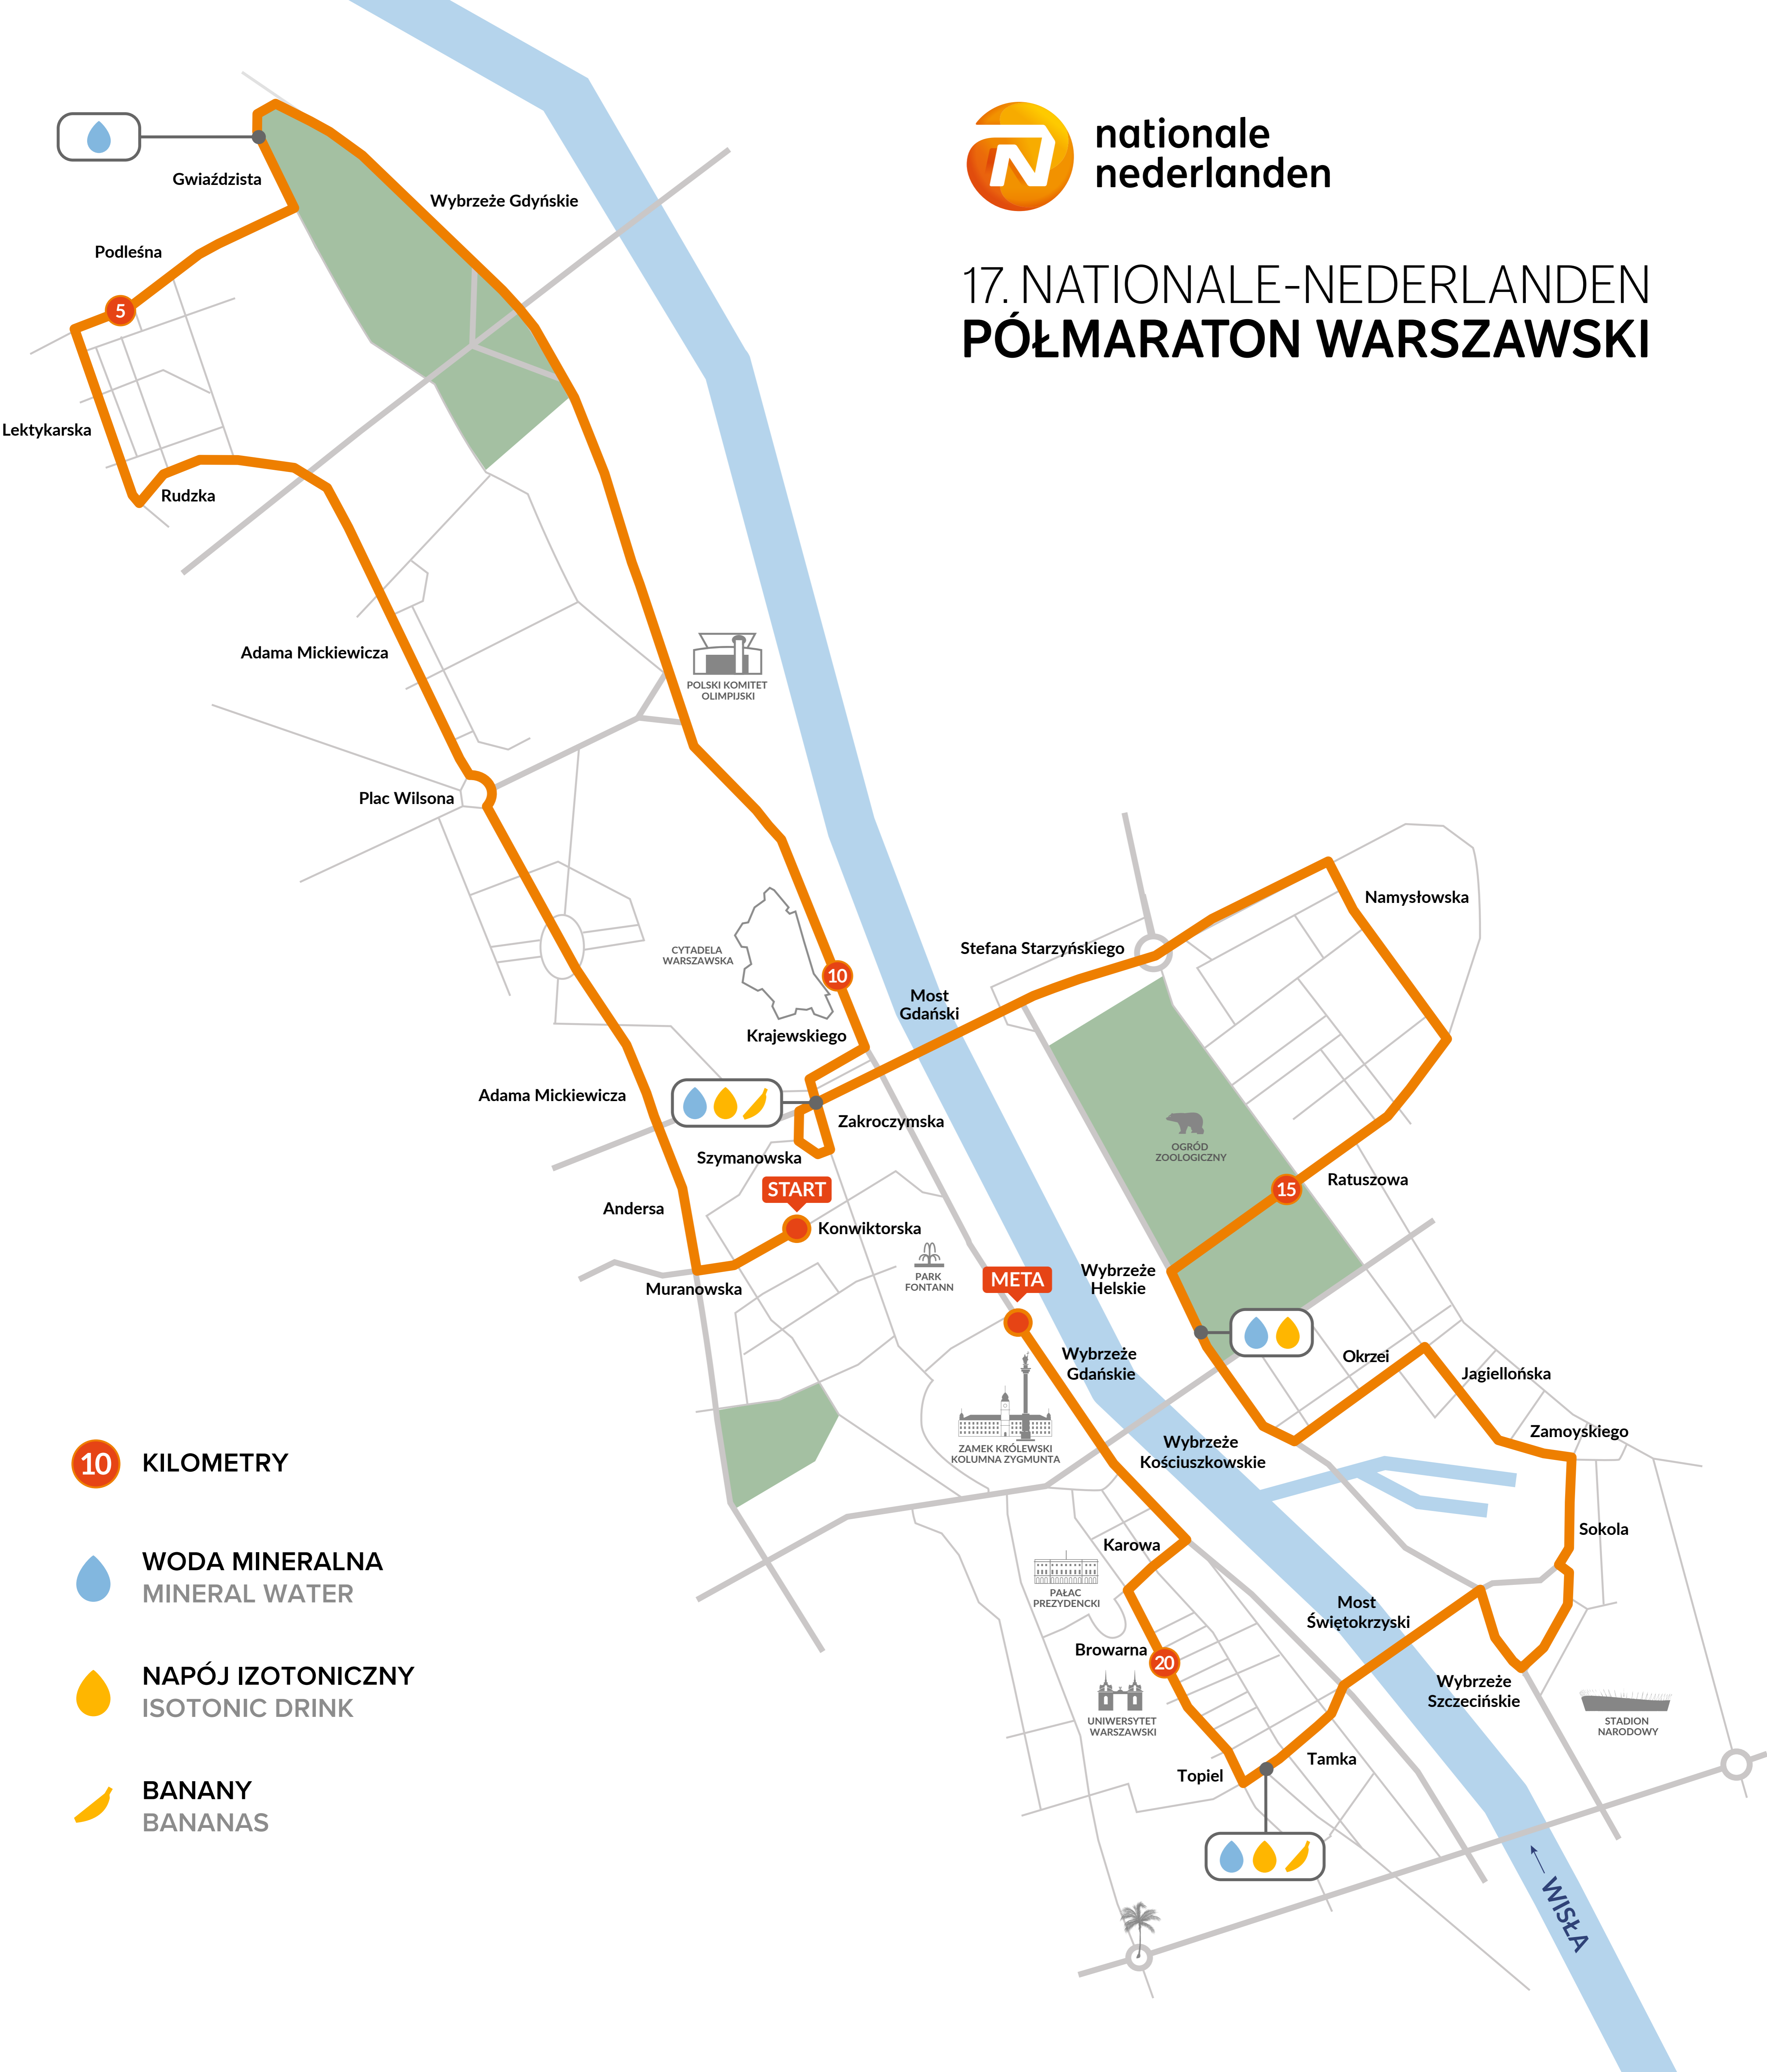 nationale
nederlanden
17. NATIONALE-NEDERLANDEN
PÓŁMARATON WARSZAWSKI
Gwiaździsta
Wybrzeże Gdyńskie
Podleśna
5
Lektykarska
Rudzka
Adama Mickiewicza
POLSKI KOMITET
OLIMPIJSKI
Plac Wilsona
Namysłowska
CYTADELA
WARSZAWSKA
Stefana Starzyńskiego
10
Most
Gdański
Krajewskiego
Adama Mickiewicza
Zakroczymska
Szymanowska
OGRÓD
ZOOLOGICZNY
START
15
Ratuszowa
Andersa
Konwiktorska
Muranowska
PARK
FONTANN
META
Wybrzeże
Helskie
Wybrzeże
Gdańskie
Okrzei
Jagiellońska
Zamoyskiego
ZAMEK KRÓLEWSKI
KOLUMNA ZYGMUNTA
Wybrzeże
Kościuszkowskie
Sokola
Karowa
PAŁAC
PREZYDENCKI
Most
Świętokrzyski
Browarna
20
Wybrzeże
Szczecińskie
UNIWERSYTET
WARSZAWSKI
STADION
NARODOWY
Tamka
Topiel
← WISŁA
10
KILOMETRY
WODA MINERALNA
MINERAL WATER
NAPÓJ IZOTONICZNY
ISOTONIC DRINK
BANANY
BANANAS